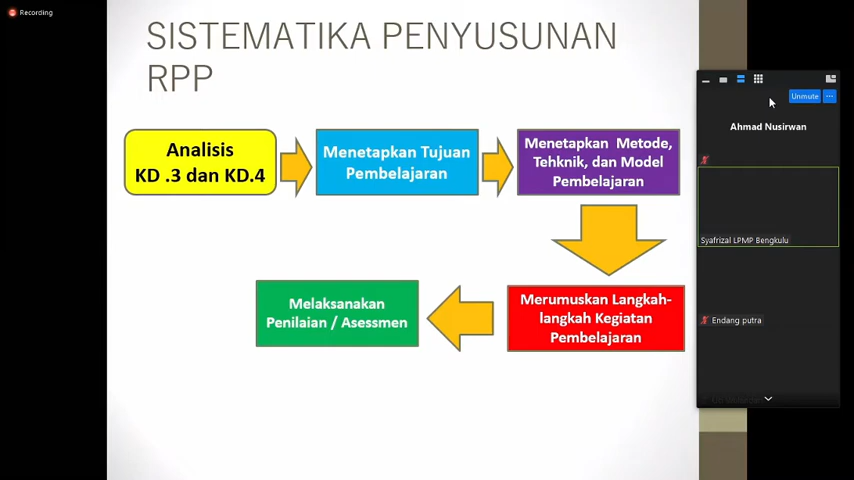 Recording
SISTEMATIKA PENYUSUNAN
RPP
Analisis
KD .3 dan KD.4
Menetapkan Tujuan
Pembelajaran
Menetapkan Metode,
Tehknik, dan Model
Pembelajaran
Merumuskan Langkah-
langkah Kegiatan
Pembelajaran
Melaksanakan
Penilaian / Asessmen
Unmute
...
Ahmad Nusirwan
Syafrizal LPMP Bengkulu
Endang putra